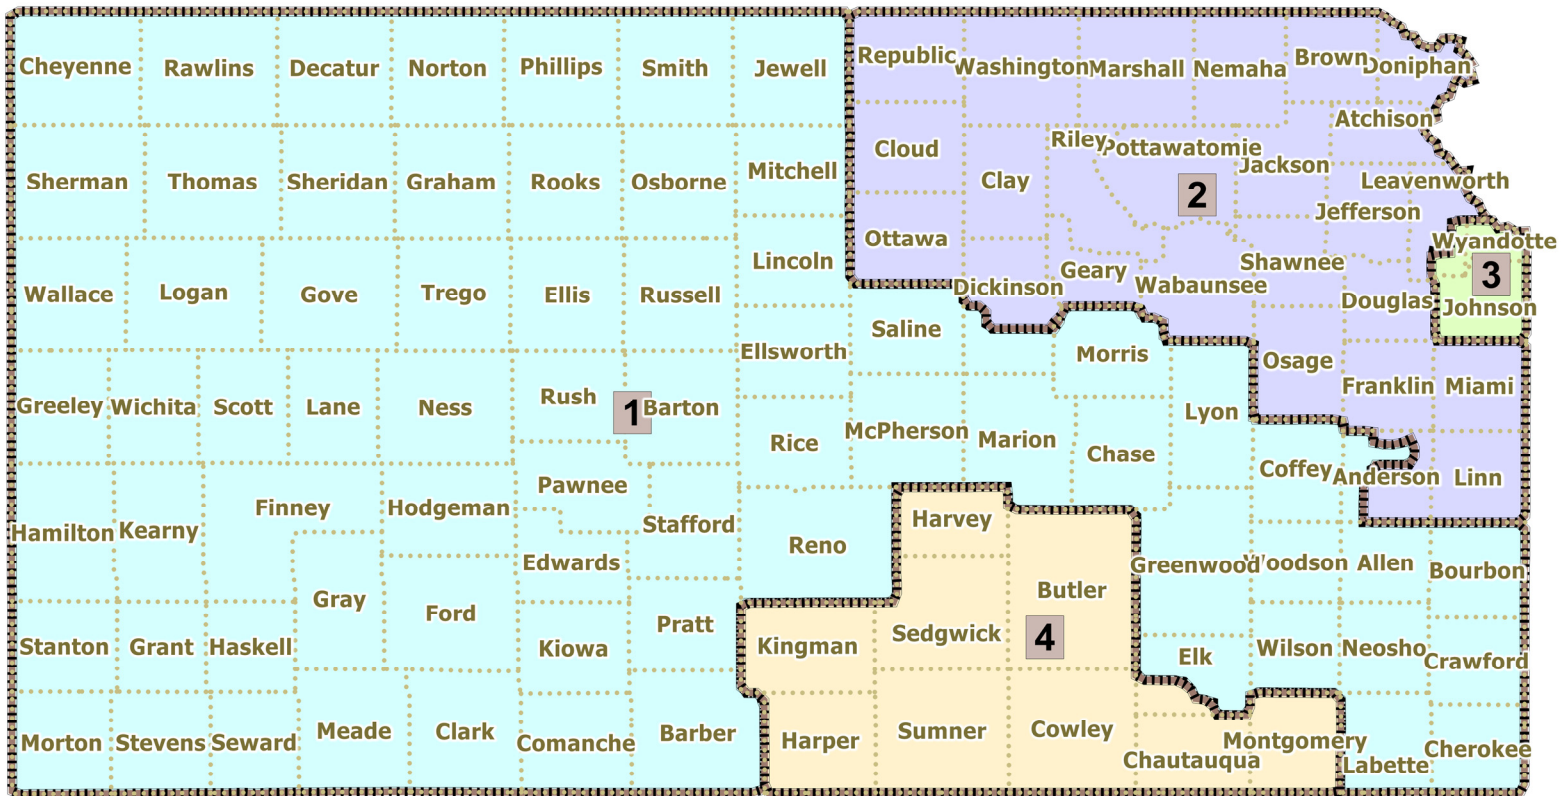 Cheyenne
Rawlins
Decatur
Norton
Phillips
Smith
Jewell
Republic
Washington
Marshall
Nemaha
Brown
Doniphan
Atchison
Sherman
Thomas
Sheridan
Graham
Rooks
Osborne
Mitchell
Cloud
Clay
Riley
Pottawatomie
Jackson
Leavenworth
2
Jefferson
Ottawa
Wyandotte
Lincoln
Geary
Shawnee
3
Wallace
Logan
Gove
Trego
Ellis
Russell
Dickinson
Wabaunsee
Douglas
Johnson
Saline
Ellsworth
Morris
Osage
Franklin
Miami
Greeley
Wichita
Scott
Lane
Ness
Rush
1
Barton
Rice
McPherson
Marion
Chase
Lyon
Coffey
Anderson
Linn
Hamilton
Kearny
Finney
Hodgeman
Pawnee
Stafford
Reno
Harvey
Edwards
Greenwood
Woodson
Allen
Bourbon
Gray
Ford
Butler
Stanton
Grant
Haskell
Kiowa
Pratt
Kingman
Sedgwick
4
Elk
Wilson
Neosho
Crawford
Morton
Stevens
Seward
Meade
Clark
Comanche
Barber
Harper
Sumner
Cowley
Chautauqua
Montgomery
Labette
Cherokee